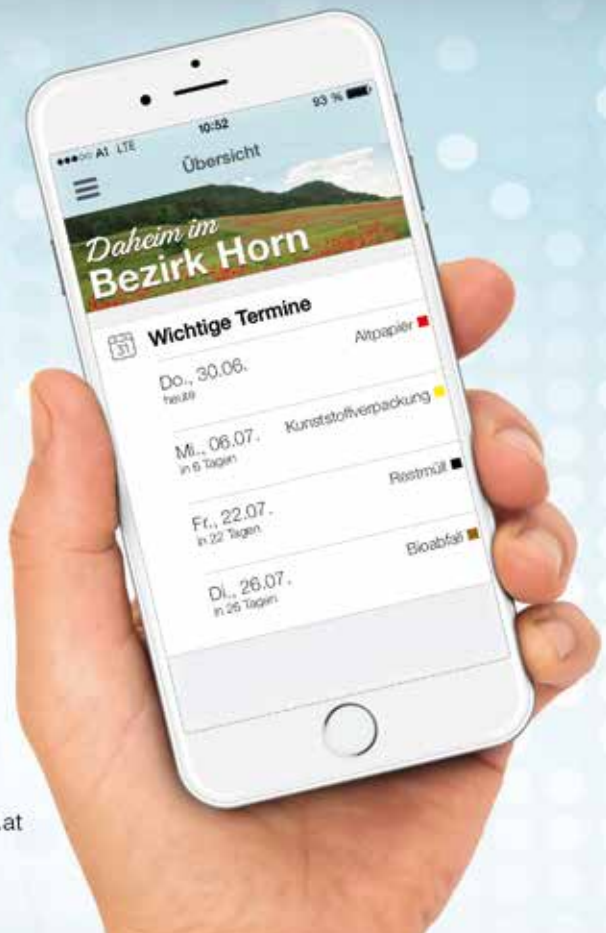 A1 LTE
10:52
93 %
Übersicht
Daheim im
Bezirk Horn
31
Wichtige Termine
Do., 30.06.
heute
Altpapier
Mi., 06.07.
in 6 Tagen
Kunststoffverpackung
Fr., 22.07.
in 22 Tagen
Restmüll
Di., 26.07.
in 26 Tagen
Bioabfall
.at